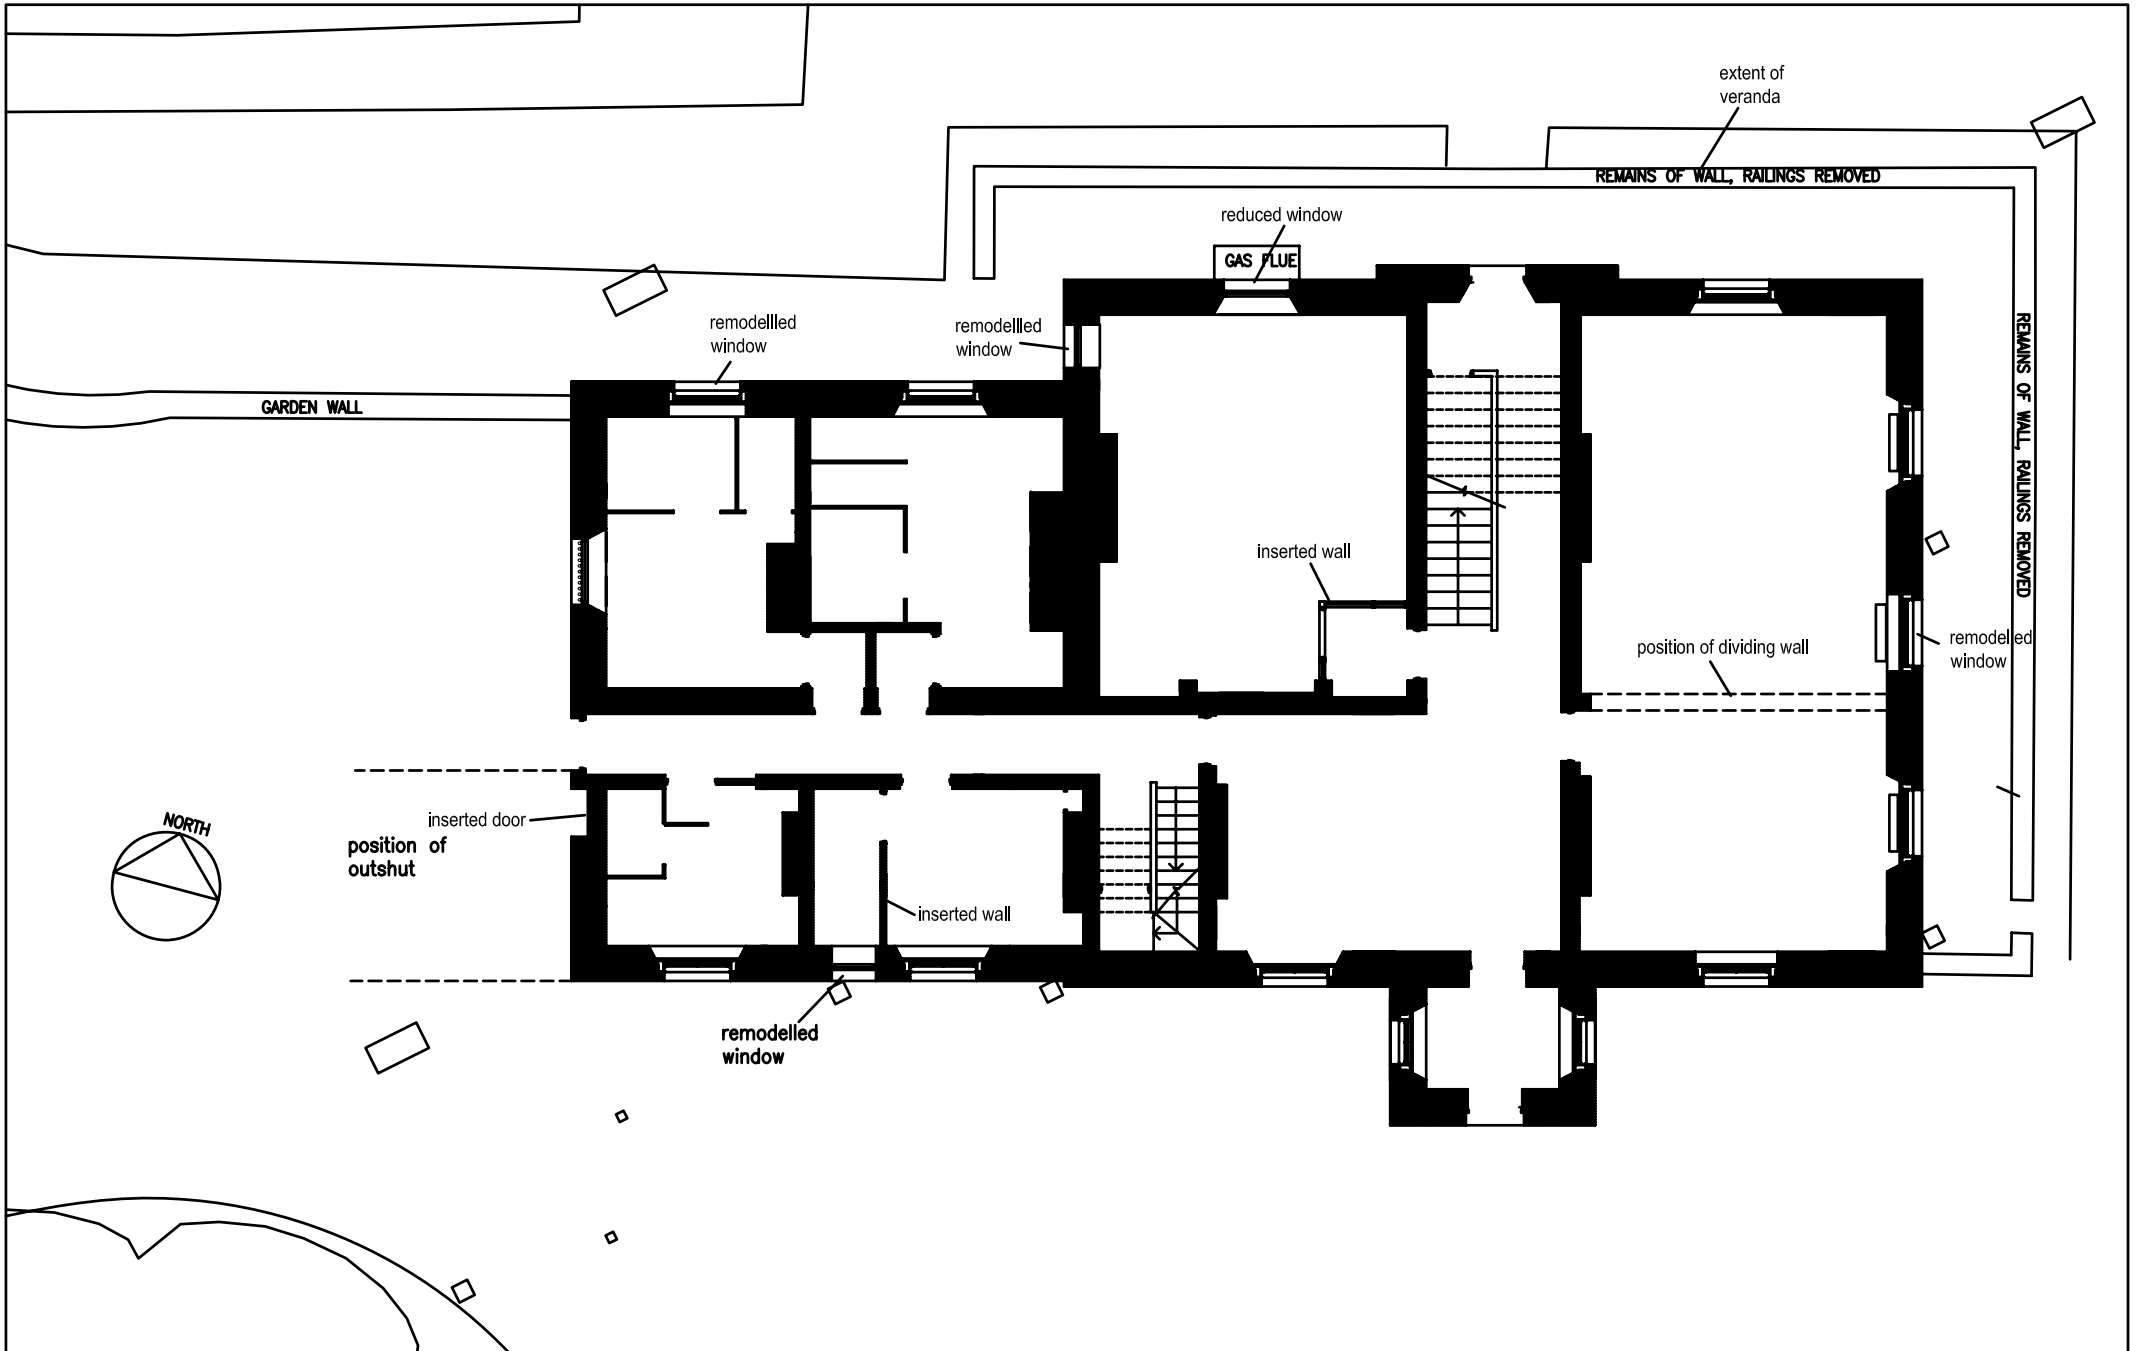 extent of
veranda
REMAINS OF WALL, RAILINGS REMOVED
reduced window
GAS FLUE
remodellled
window
remodellled
window
GARDEN WALL
REMAINS OF WALL, RAILINGS REMOVED
inserted wall
position of dividing wall
remodelled
window
NORTH
inserted door
position of
outshut
inserted wall
remodelled
window